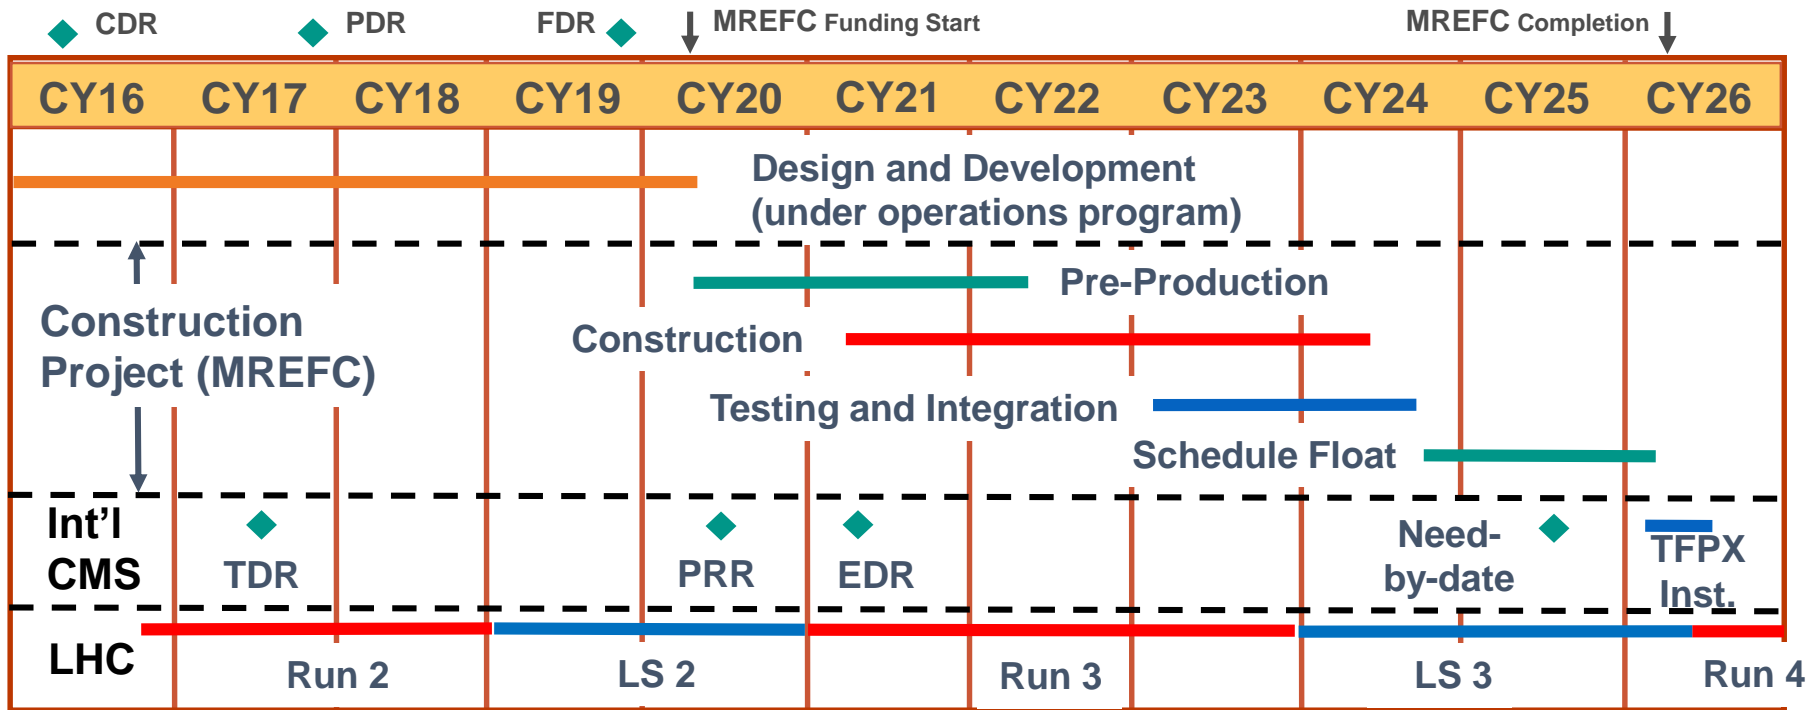 CDR PDR FDR MREFC Funding Start MREFC Completion
CY16 CY17 CY18 CY19 CY20 CY21 CY22 CY23 CY24 CY25 CY26
Design and Development
(under operations program)
Pre-Production
Construction
Project (MREFC)
Construction
Testing and Integration
Schedule Float
Int'l
CMS
TDR
PRR
EDR
Need-
by-date
TFPX
Inst.
LHC
Run 2 LS 2 Run 3 LS 3 Run 4